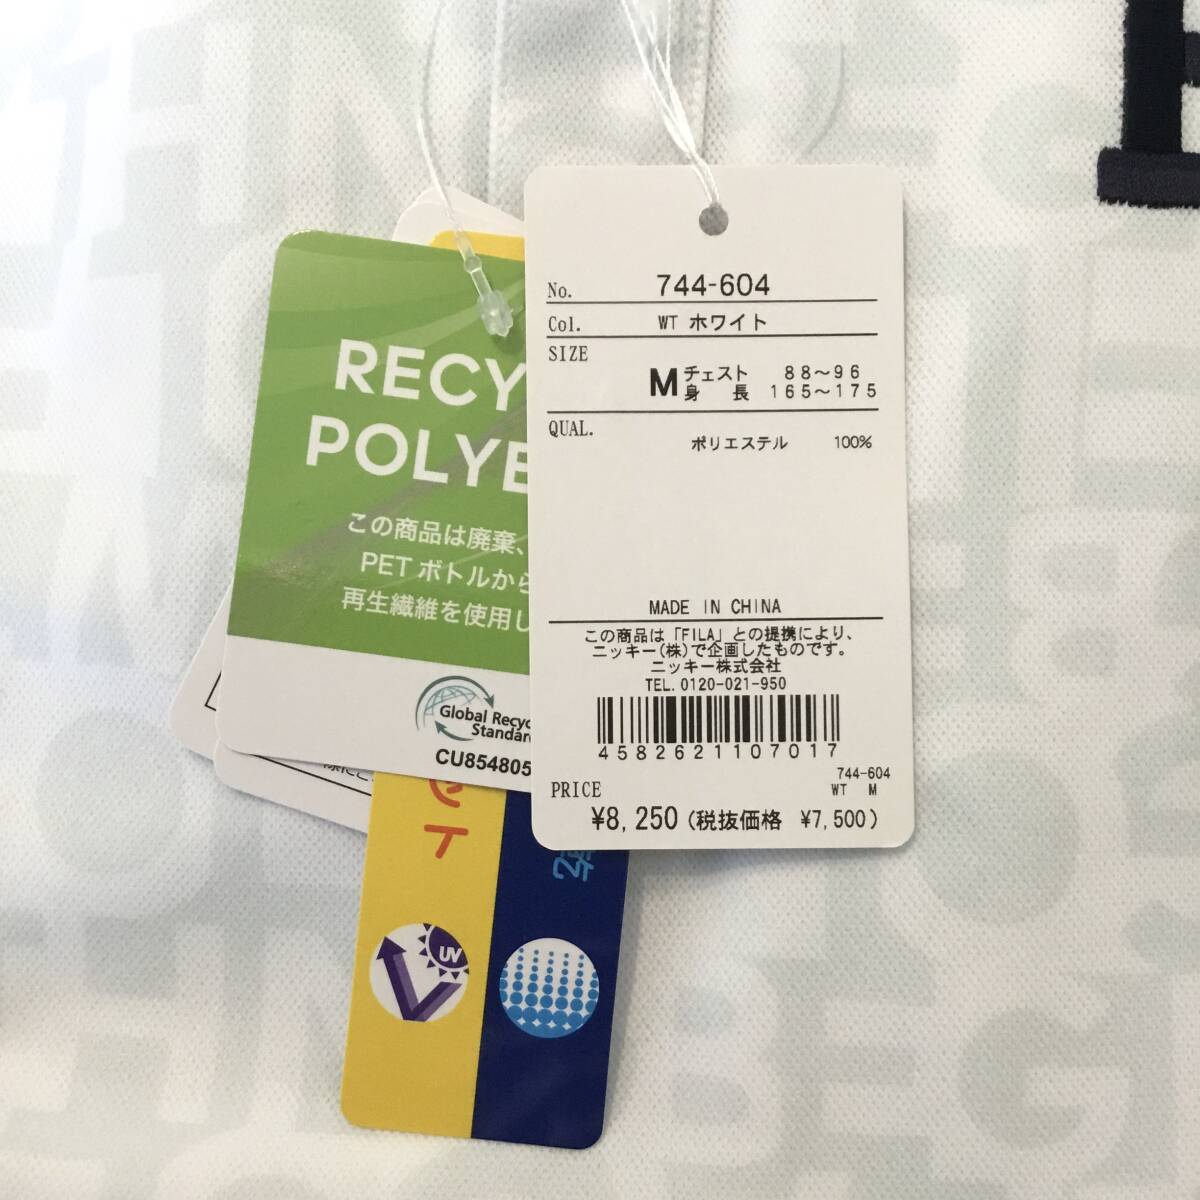 No. 744-604
Col. WT ホワイト
SIZE
M チェスト 88～96
身長 165～175
QUAL.
ポリエステル 100%
MADE IN CHINA
この商品は「FILA」との提携により、
ニッキー(株)で企画したものです。
ニッキー株式会社
TEL. 0120-021-950
4582621107017
744-604
WT M
PRICE
¥8,250 (税抜価格 ¥7,500)
RECY
POLYE
この商品は廃棄、
PET ボトルから
再生繊維を使用し
Global Recyc
Standard
CU854805
UV
乾